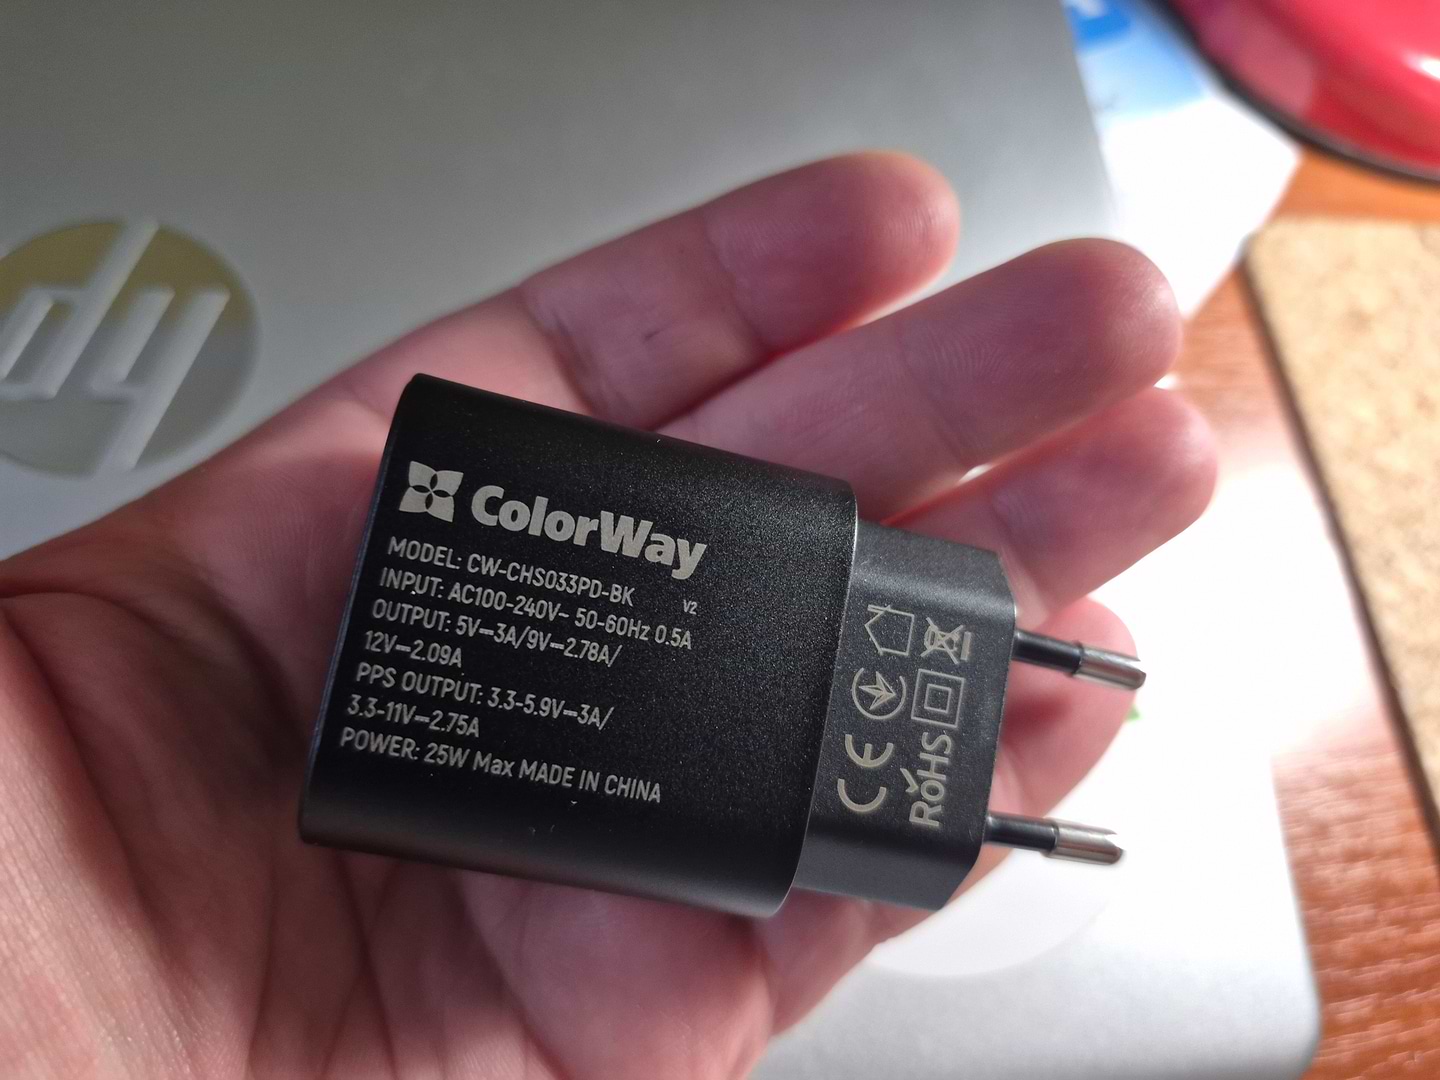 hp
ColorWay
MODEL: CW-CHS033PD-BK V2
INPUT: AC100-240V~ 50-60Hz 0.5A
OUTPUT: 5V⎓3A/9V⎓2.78A/
12V⎓2.09A
PPS OUTPUT: 3.3-5.9V⎓3A/
3.3-11V⎓2.75A
POWER: 25W Max MADE IN CHINA
CE
RoHS